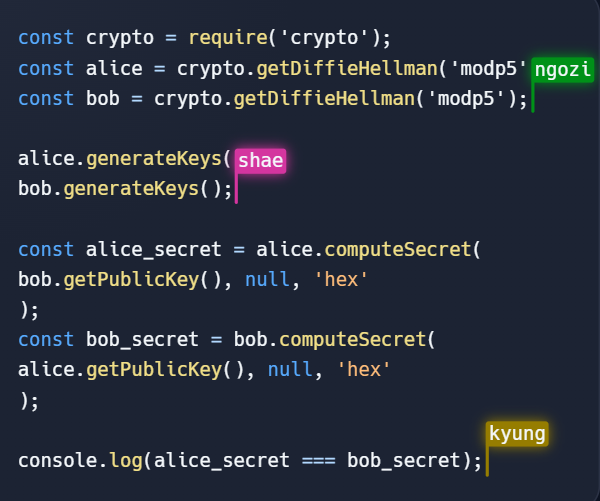 const crypto = require('crypto');
const alice = crypto.getDiffieHellman('modp5'
ngozi
const bob = crypto.getDiffieHellman('modp5');
alice.generateKeys(
shae
bob.generateKeys();
const alice_secret = alice.computeSecret(
bob.getPublicKey(), null, 'hex'
);
const bob_secret = bob.computeSecret(
alice.getPublicKey(), null, 'hex'
);
kyung
console.log(alice_secret === bob_secret);